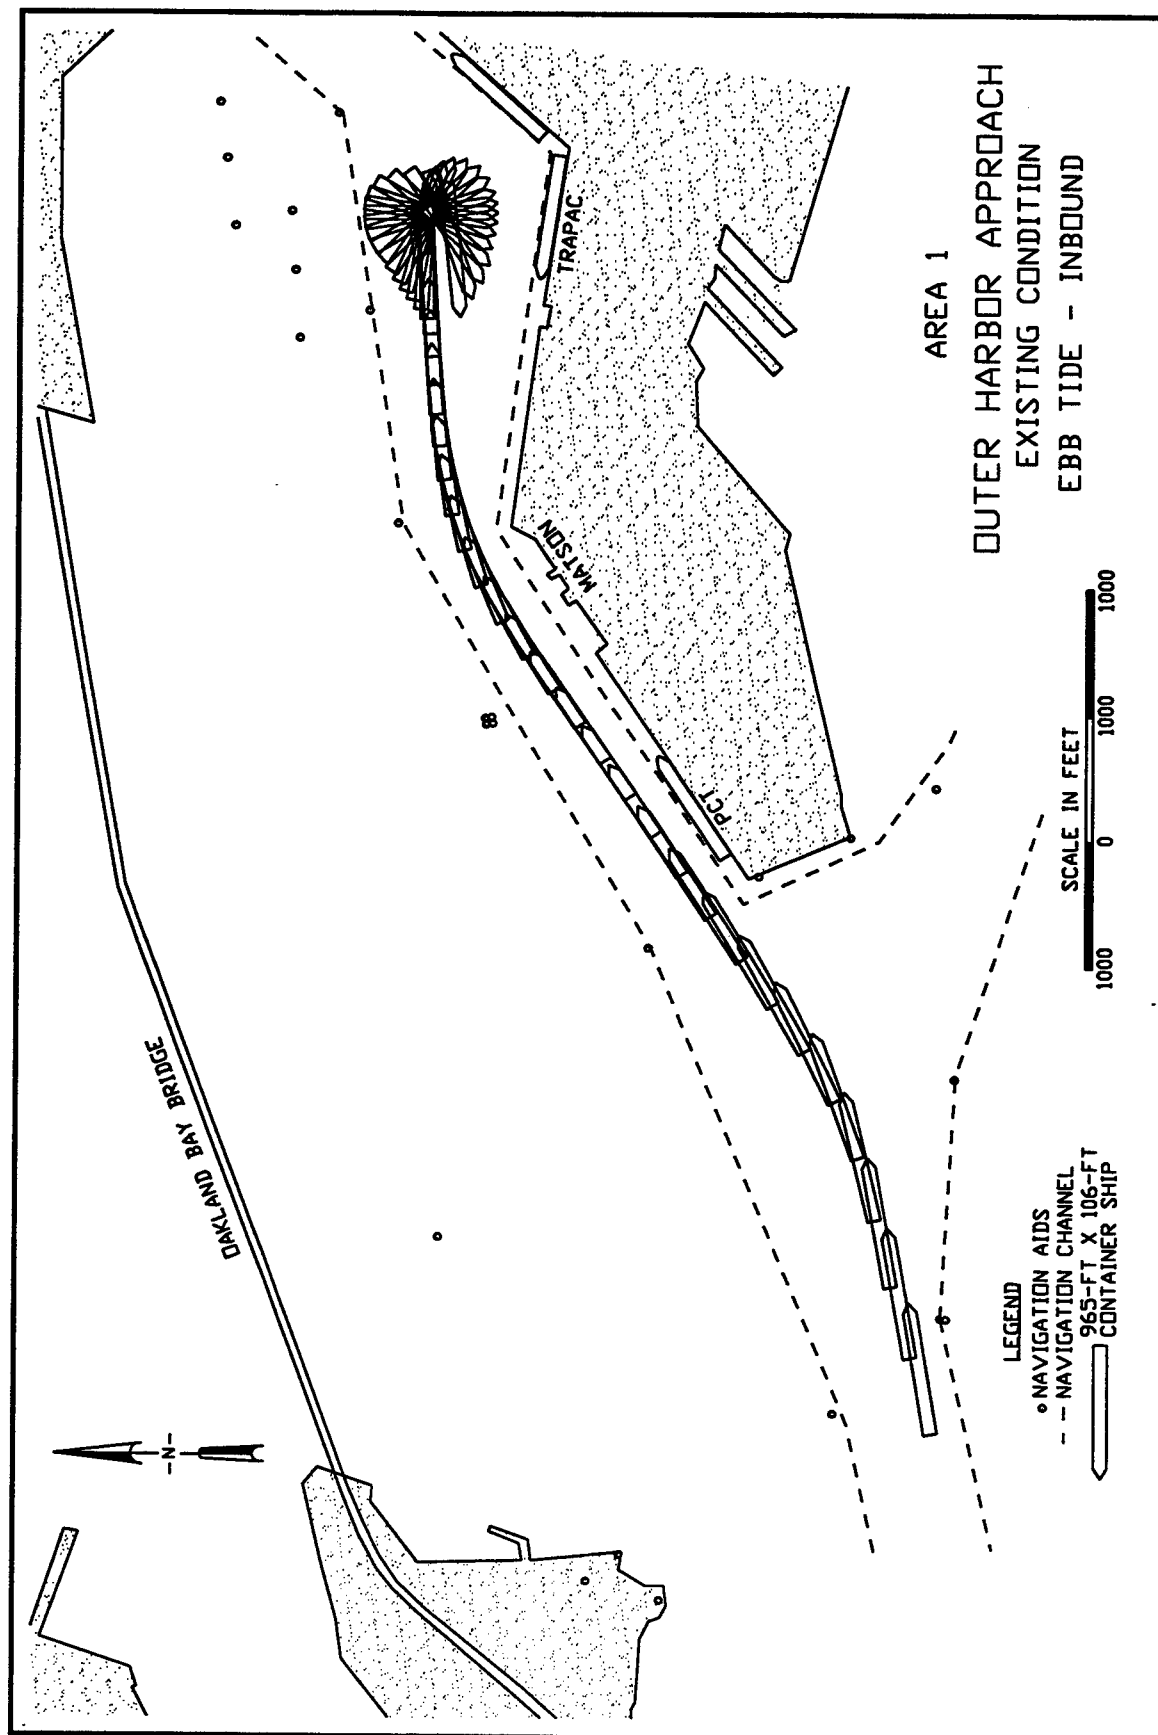 OAKLAND BAY BRIDGE
-N-
88
TRAPAC
MATSON
PCT
AREA 1
OUTER HARBOR APPROACH
EXISTING CONDITION
EBB TIDE - INBOUND
1000 0 1000 1000
SCALE IN FEET
LEGEND
NAVIGATION AIDS
NAVIGATION CHANNEL
965-FT X 106-FT
CONTAINER SHIP